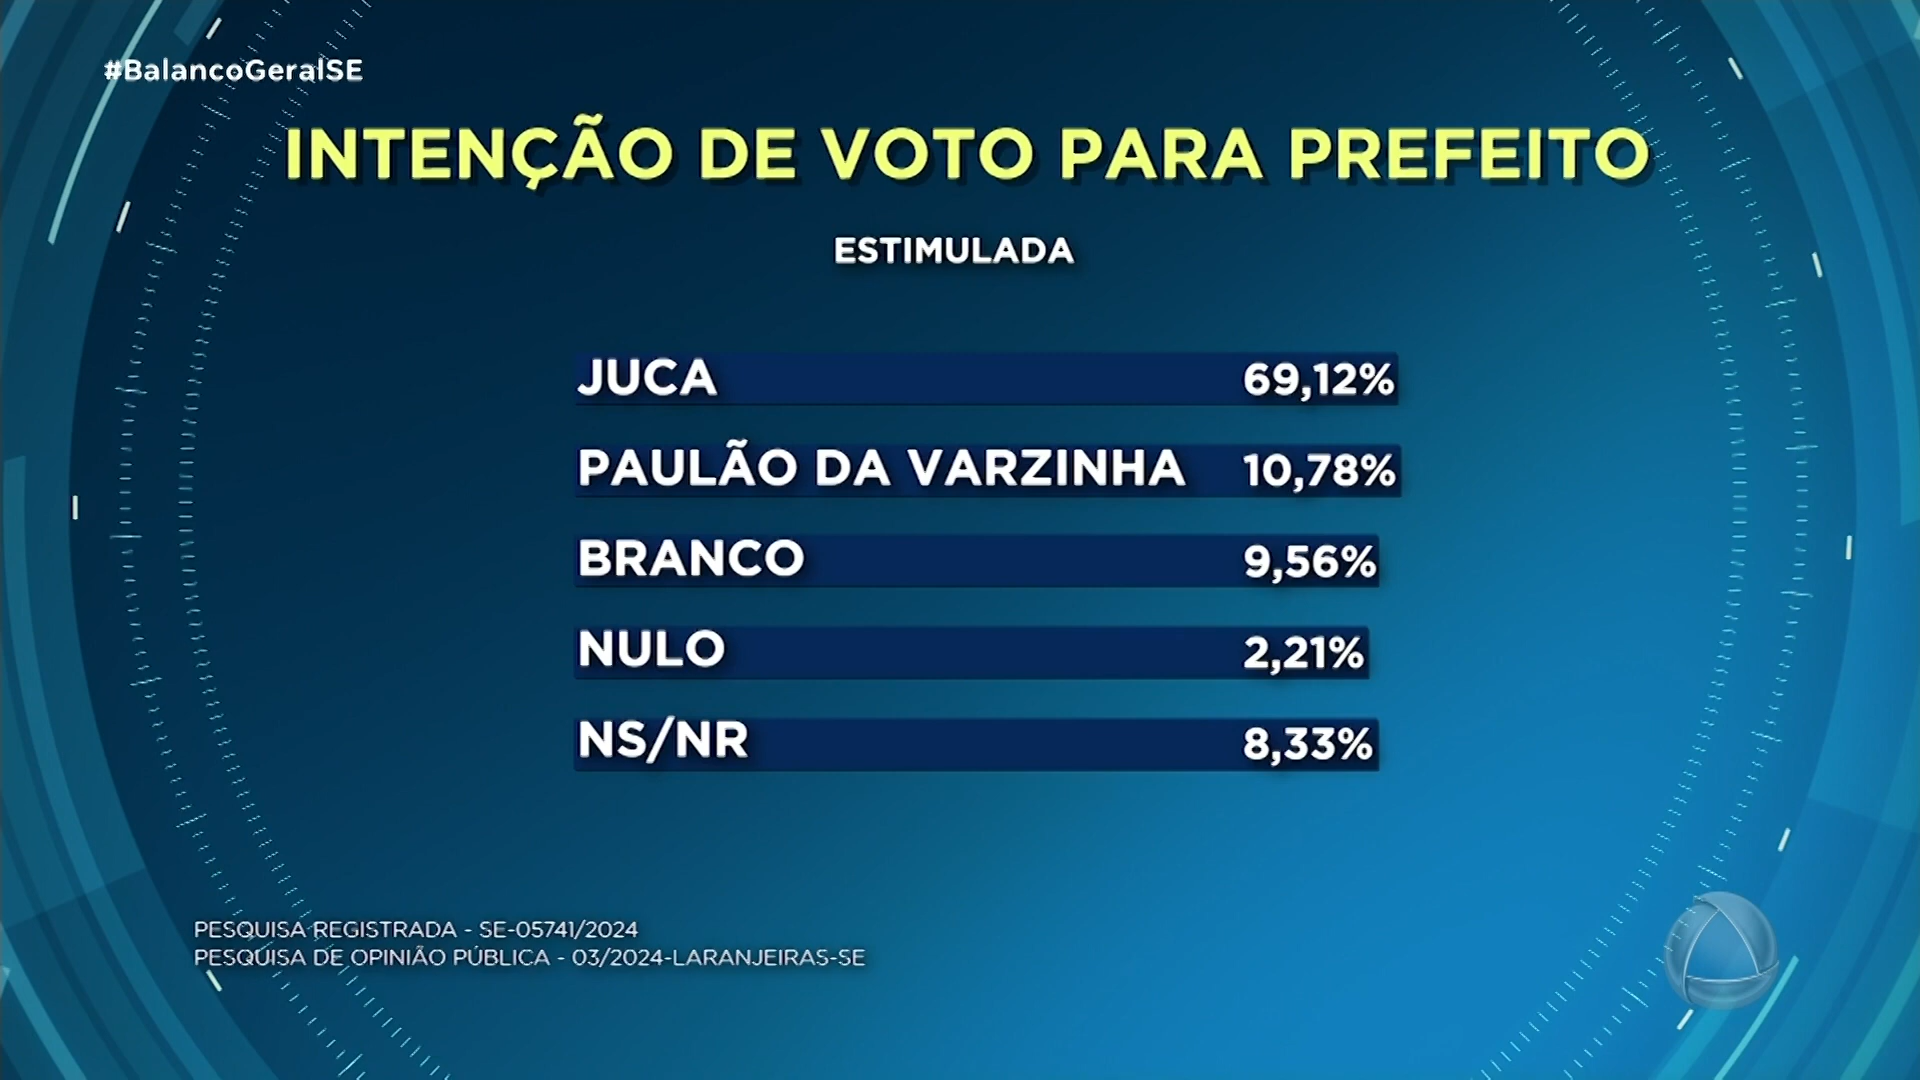 #BalancoGeralSE
INTENÇÃO DE VOTO PARA PREFEITO
ESTIMULADA
JUCA 69,12%
PAULÃO DA VARZINHA 10,78%
BRANCO 9,56%
NULO 2,21%
NS/NR 8,33%
PESQUISA REGISTRADA - SE-05741/2024
PESQUISA DE OPINIÃO PÚBLICA - 03/2024-LARANJEIRAS-SE